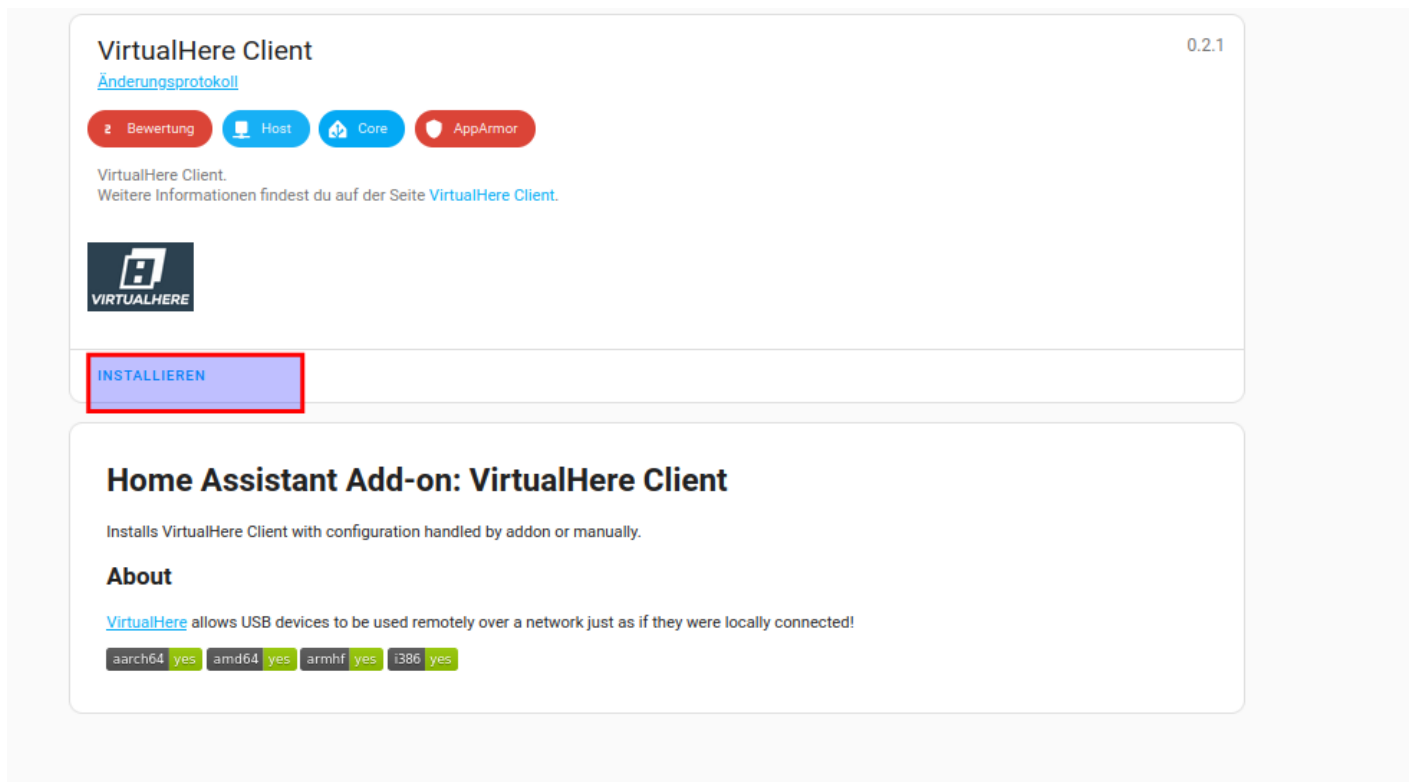 VirtualHere Client
0.2.1
Änderungsprotokoll
2 Bewertung
Host
Core
AppArmor
VirtualHere Client.
Weitere Informationen findest du auf der Seite VirtualHere Client.
VIRTUALHERE
INSTALLIEREN
Home Assistant Add-on: VirtualHere Client
Installs VirtualHere Client with configuration handled by addon or manually.
About
VirtualHere allows USB devices to be used remotely over a network just as if they were locally connected!
aarch64 yes amd64 yes armhf yes i386 yes